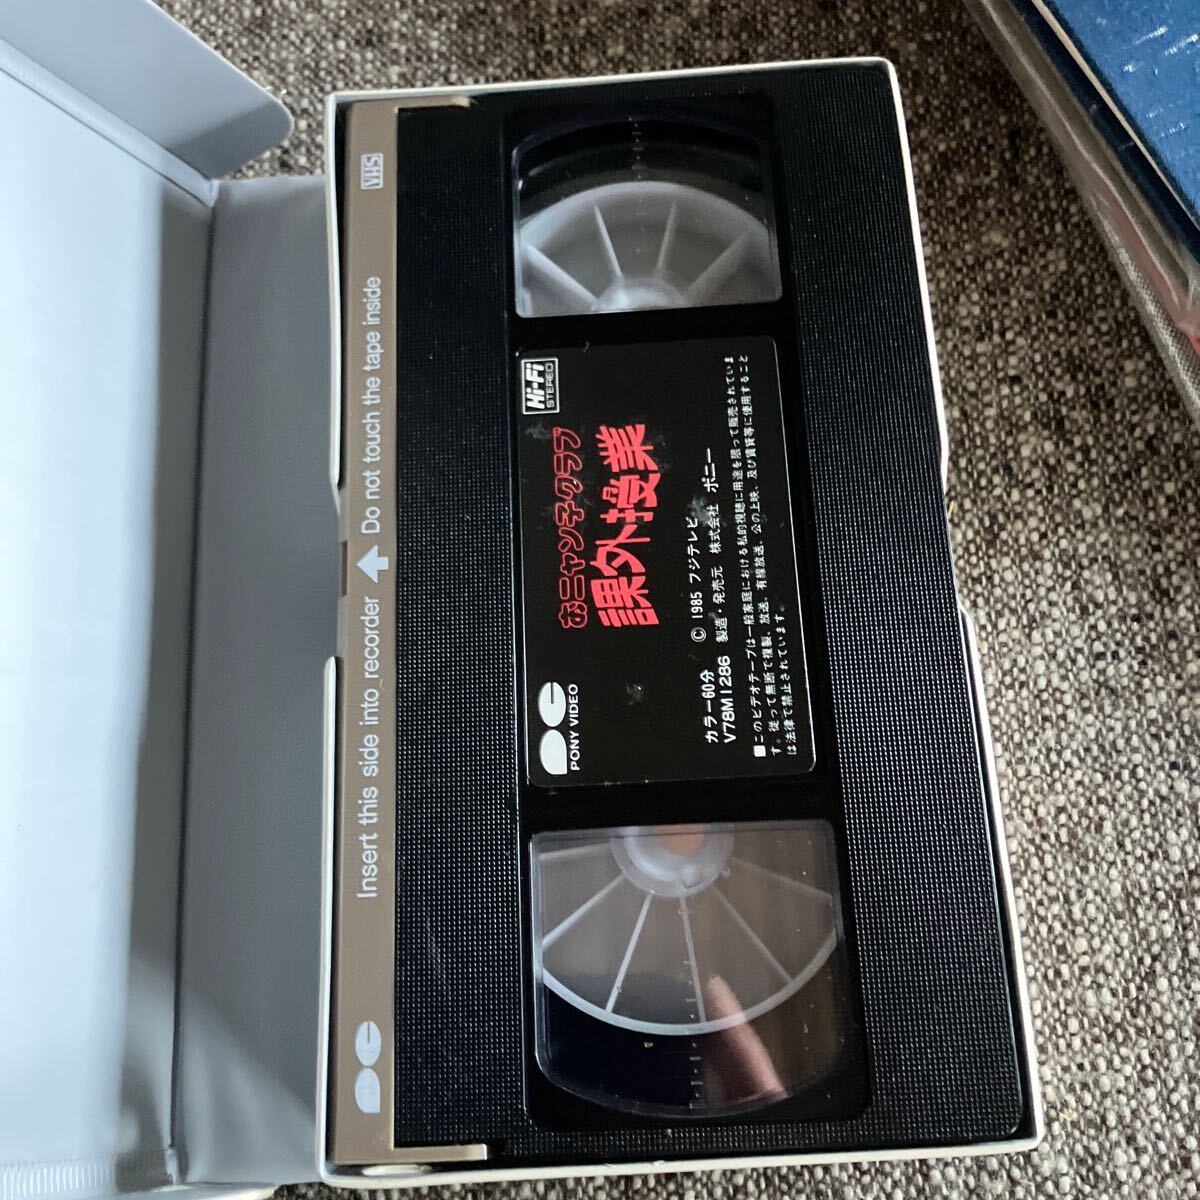 VHS
Insert this side into recorder Do not touch the tape inside
Hi-Fi
STEREO
おニャン子クラブ
課外授業
PONY VIDEO
カラー60分 © 1985 フジテレビ
V78M1286 製造・発売元 株式会社 ポニー
■このビデオテープは一般家庭における私的視聴に用途を限って販売されていま
す。従って無断で複製、放送、有線放送、公の上映、及び賃貸等に使用すること
は法律で禁止されています。